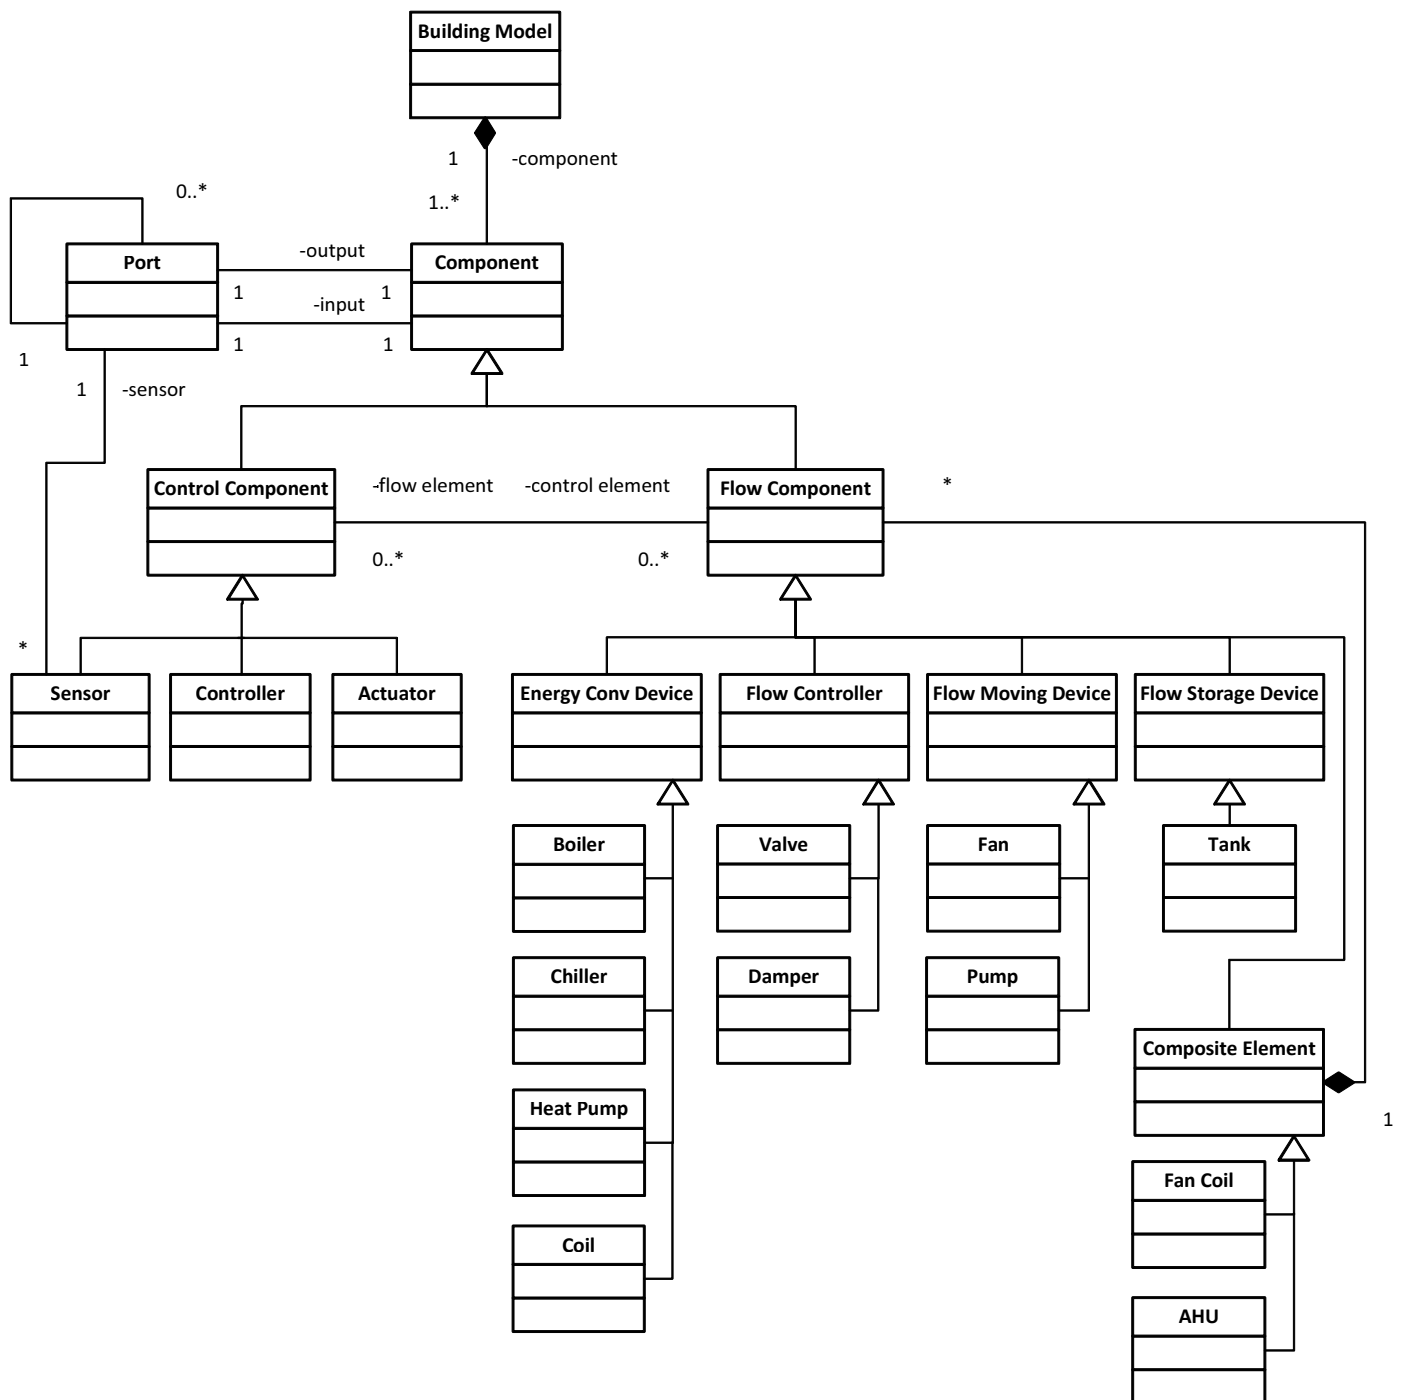 Building Model
1
-component
1..*
0..*
Port
-output
Component
1
1
-input
1
1
1
1
-sensor
Control Component
-flow element
-control element
Flow Component
*
0..*
0..*
*
Sensor
Controller
Actuator
Energy Conv Device
Flow Controller
Flow Moving Device
Flow Storage Device
Boiler
Valve
Fan
Tank
Chiller
Damper
Pump
Composite Element
Heat Pump
1
Fan Coil
Coil
AHU